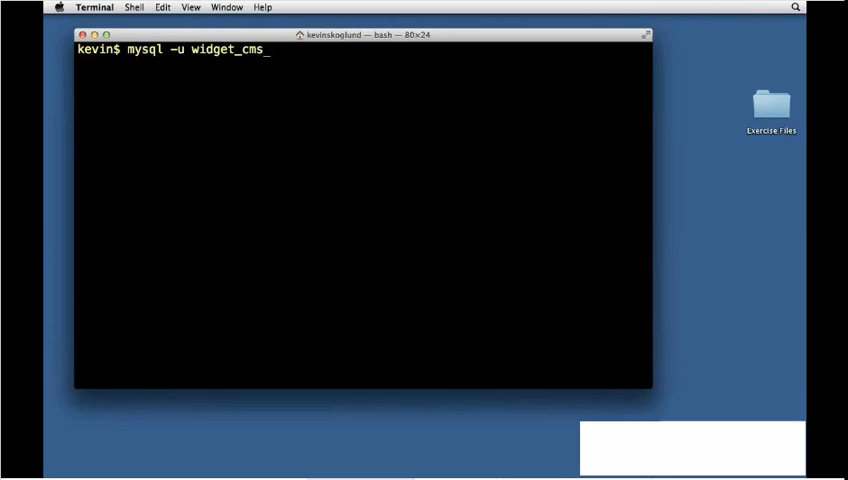 Terminal Shell Edit View Window Help
kevinskoglund — bash — 80×24
kevin$ mysql -u widget_cms_
Exercise Files